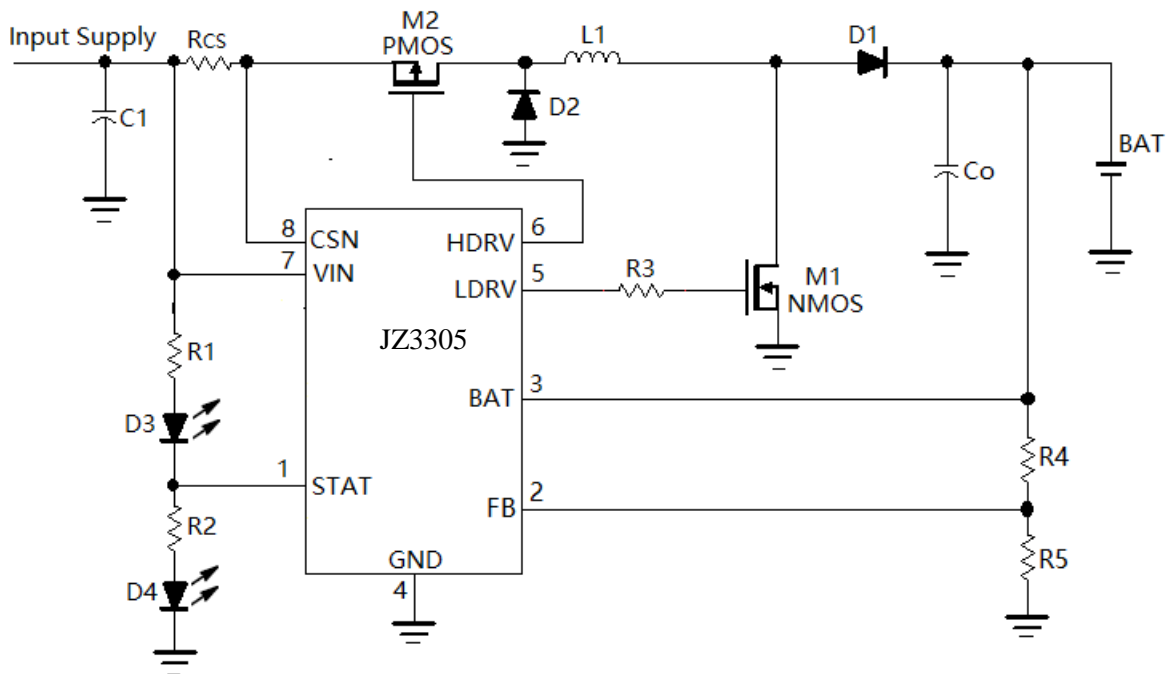 Input Supply
Rcs
M2
PMOS
L1
D1
C1
D2
Co
BAT
8
CSN
7
VIN
HDRV
6
LDRV
5
R3
M1
NMOS
JZ3305
R1
BAT
3
D3
1
STAT
R4
FB
2
R2
R5
GND
4
D4